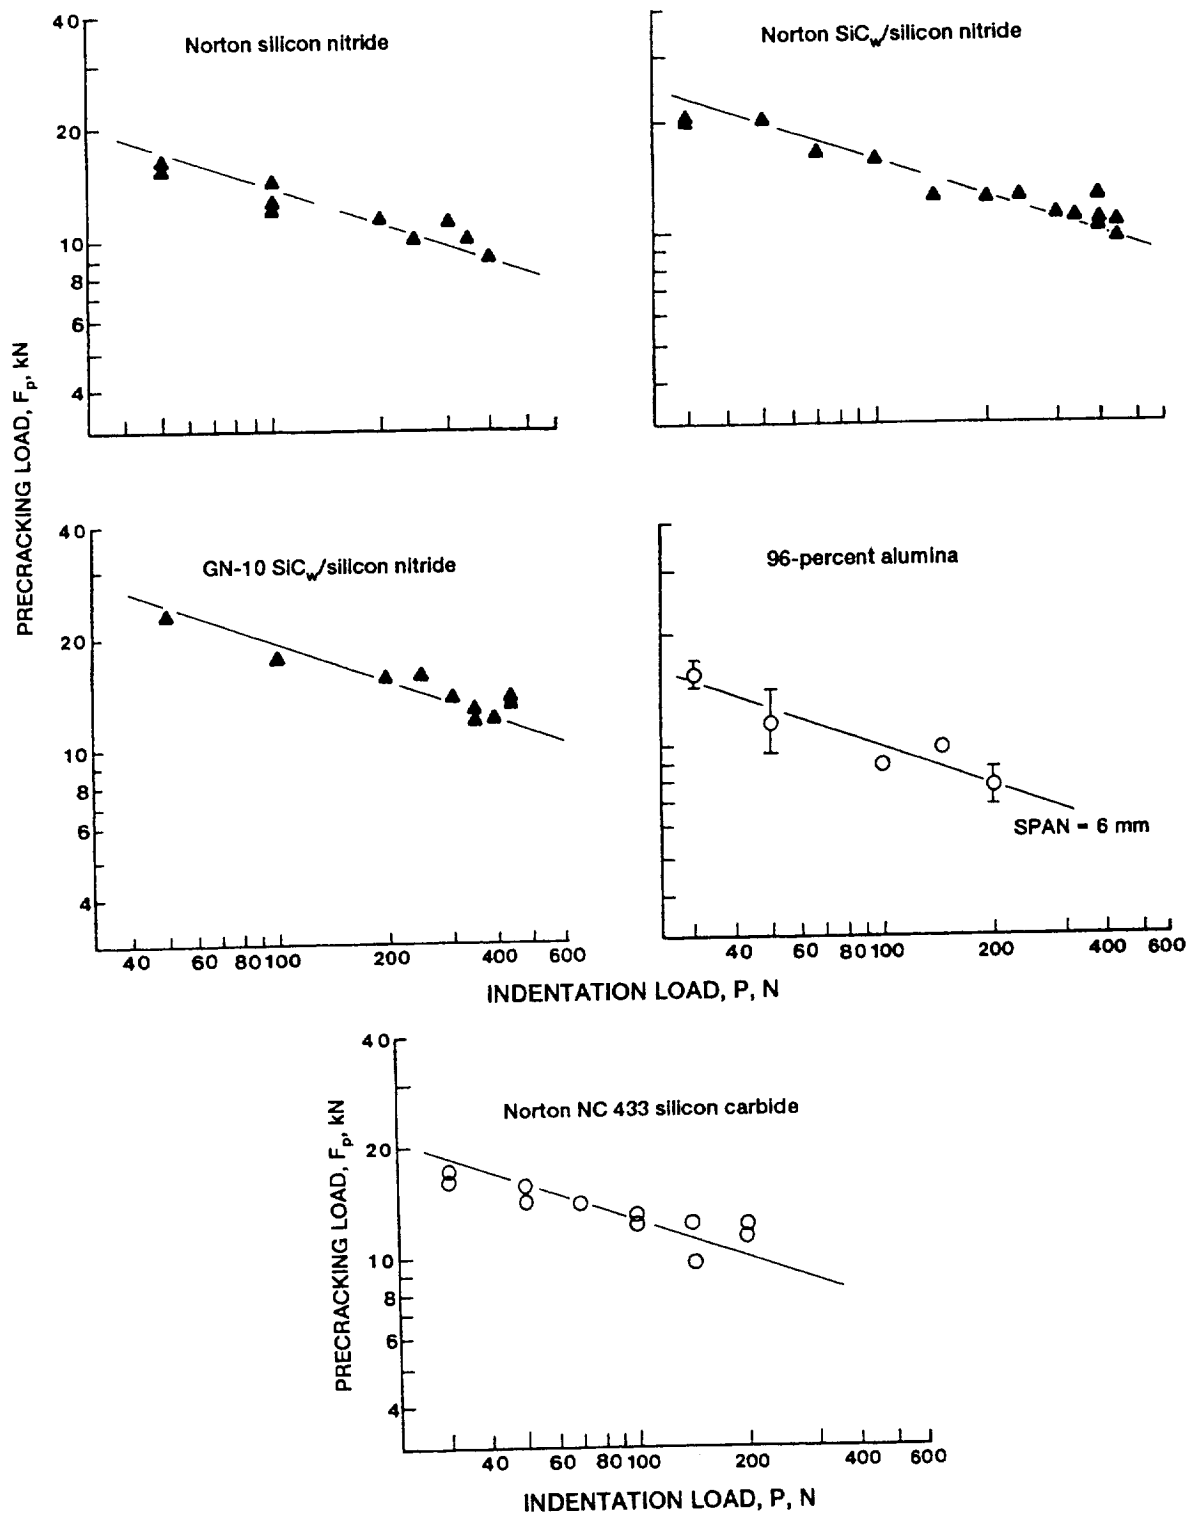 Norton silicon nitride
40
20
10
8
6
4
Norton SiCw/silicon nitride
PRECRACKING LOAD, Fp, kN
GN-10 SiCw/silicon nitride
40
20
10
8
6
4
40 60 80 100 200 400 600
96-percent alumina
SPAN = 6 mm
40 60 80 100 200 400 600
INDENTATION LOAD, P, N
Norton NC 433 silicon carbide
PRECRACKING LOAD, Fp, kN
40
20
10
8
6
4
40 60 80 100 200 400 600
INDENTATION LOAD, P, N